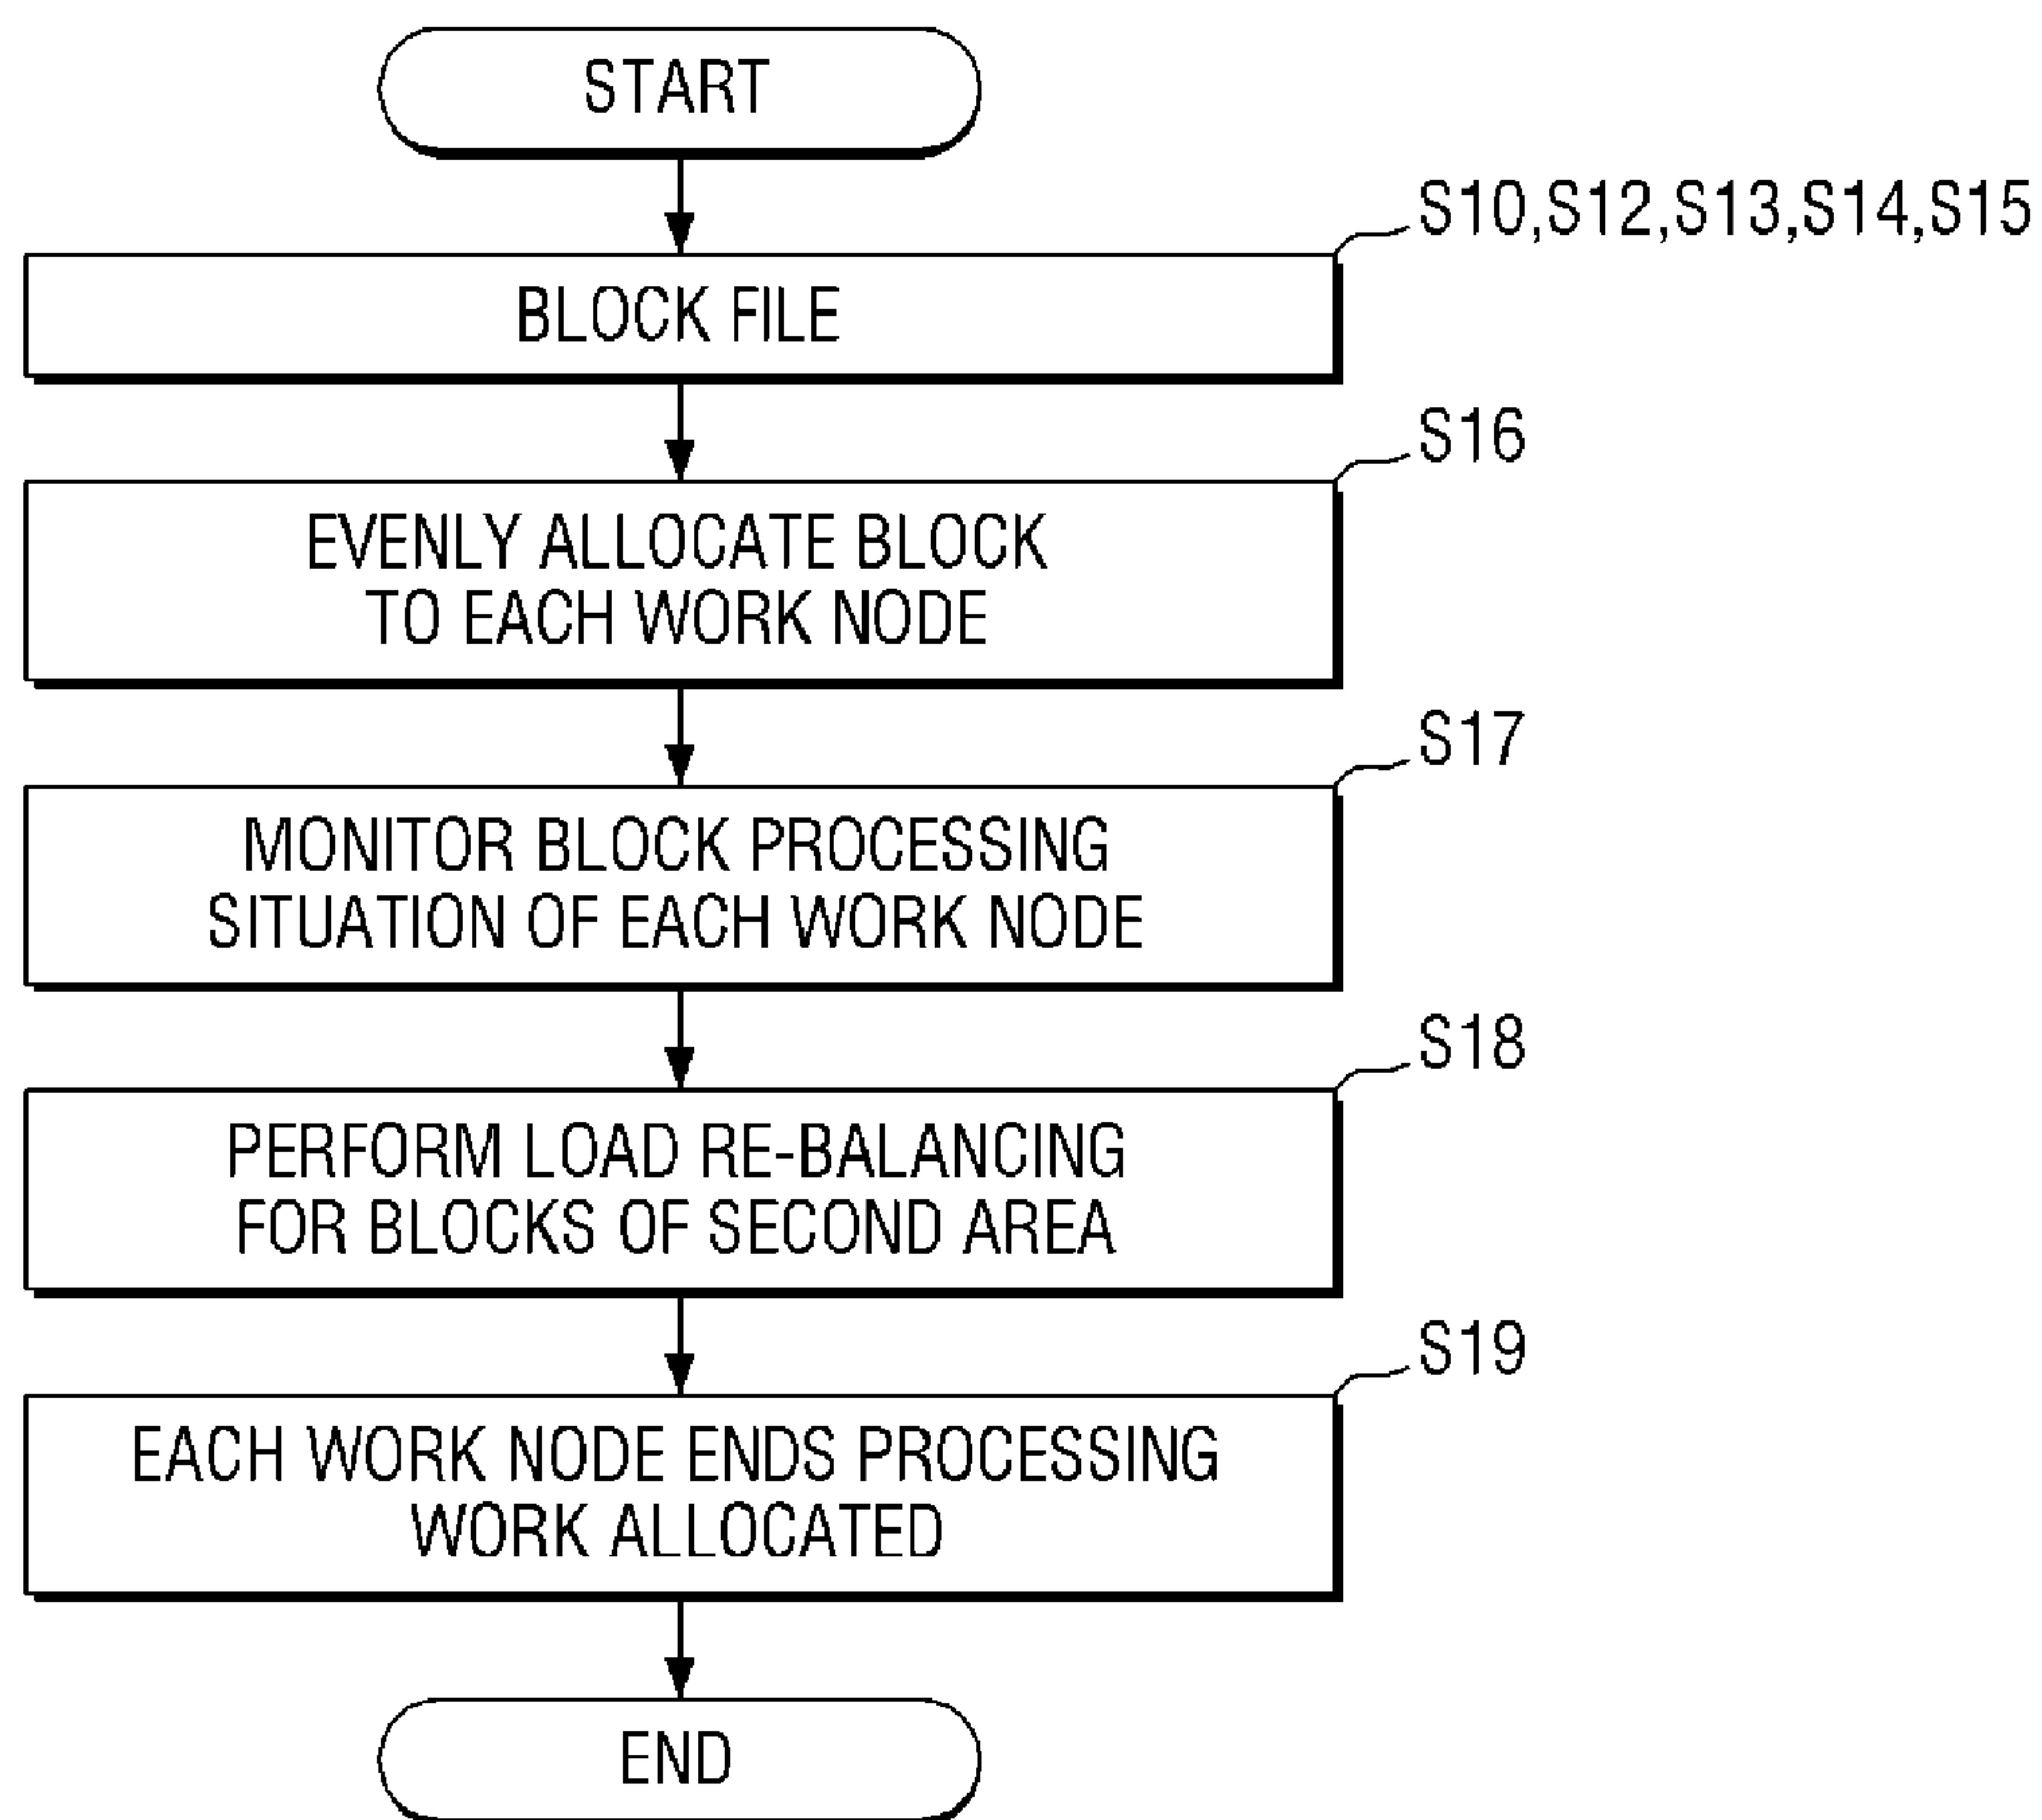 START
S10,S12,S13,S14,S15
BLOCK FILE
S16
EVENLY ALLOCATE BLOCK
TO EACH WORK NODE
S17
MONITOR BLOCK PROCESSING
SITUATION OF EACH WORK NODE
S18
PERFORM LOAD RE-BALANCING
FOR BLOCKS OF SECOND AREA
S19
EACH WORK NODE ENDS PROCESSING
WORK ALLOCATED
END